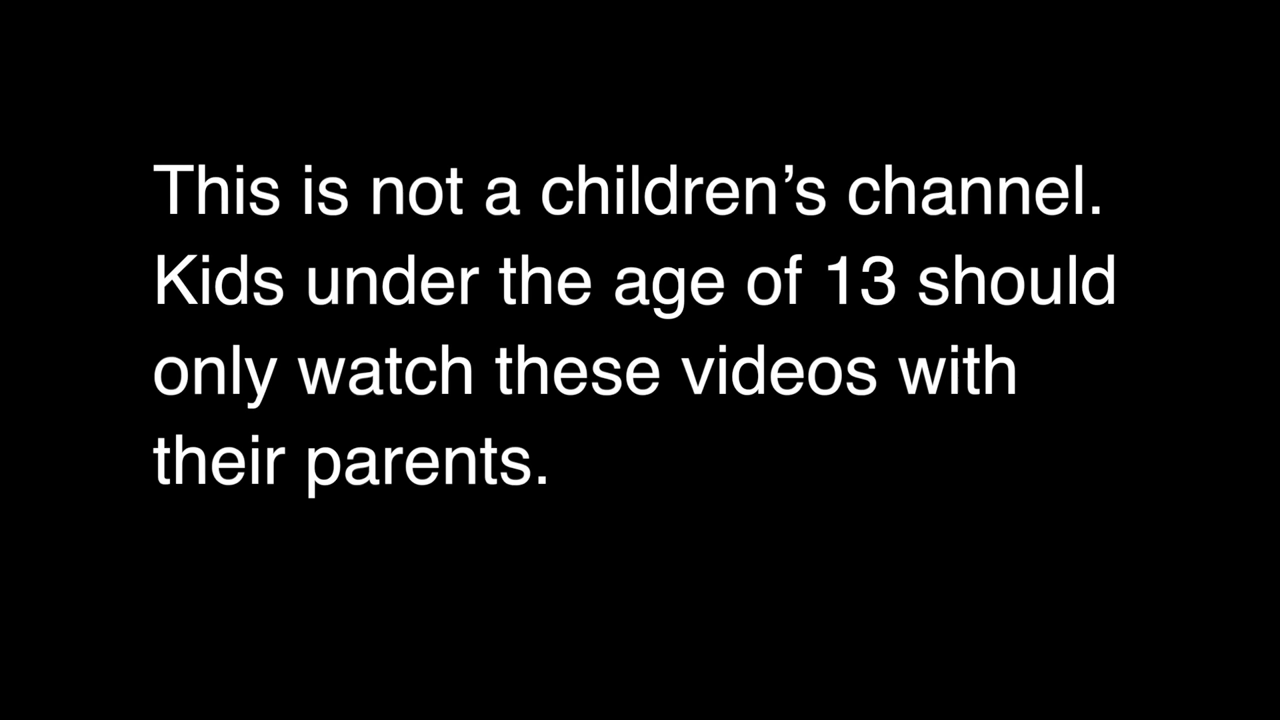 This is not a children’s channel.
Kids under the age of 13 should
only watch these videos with
their parents.